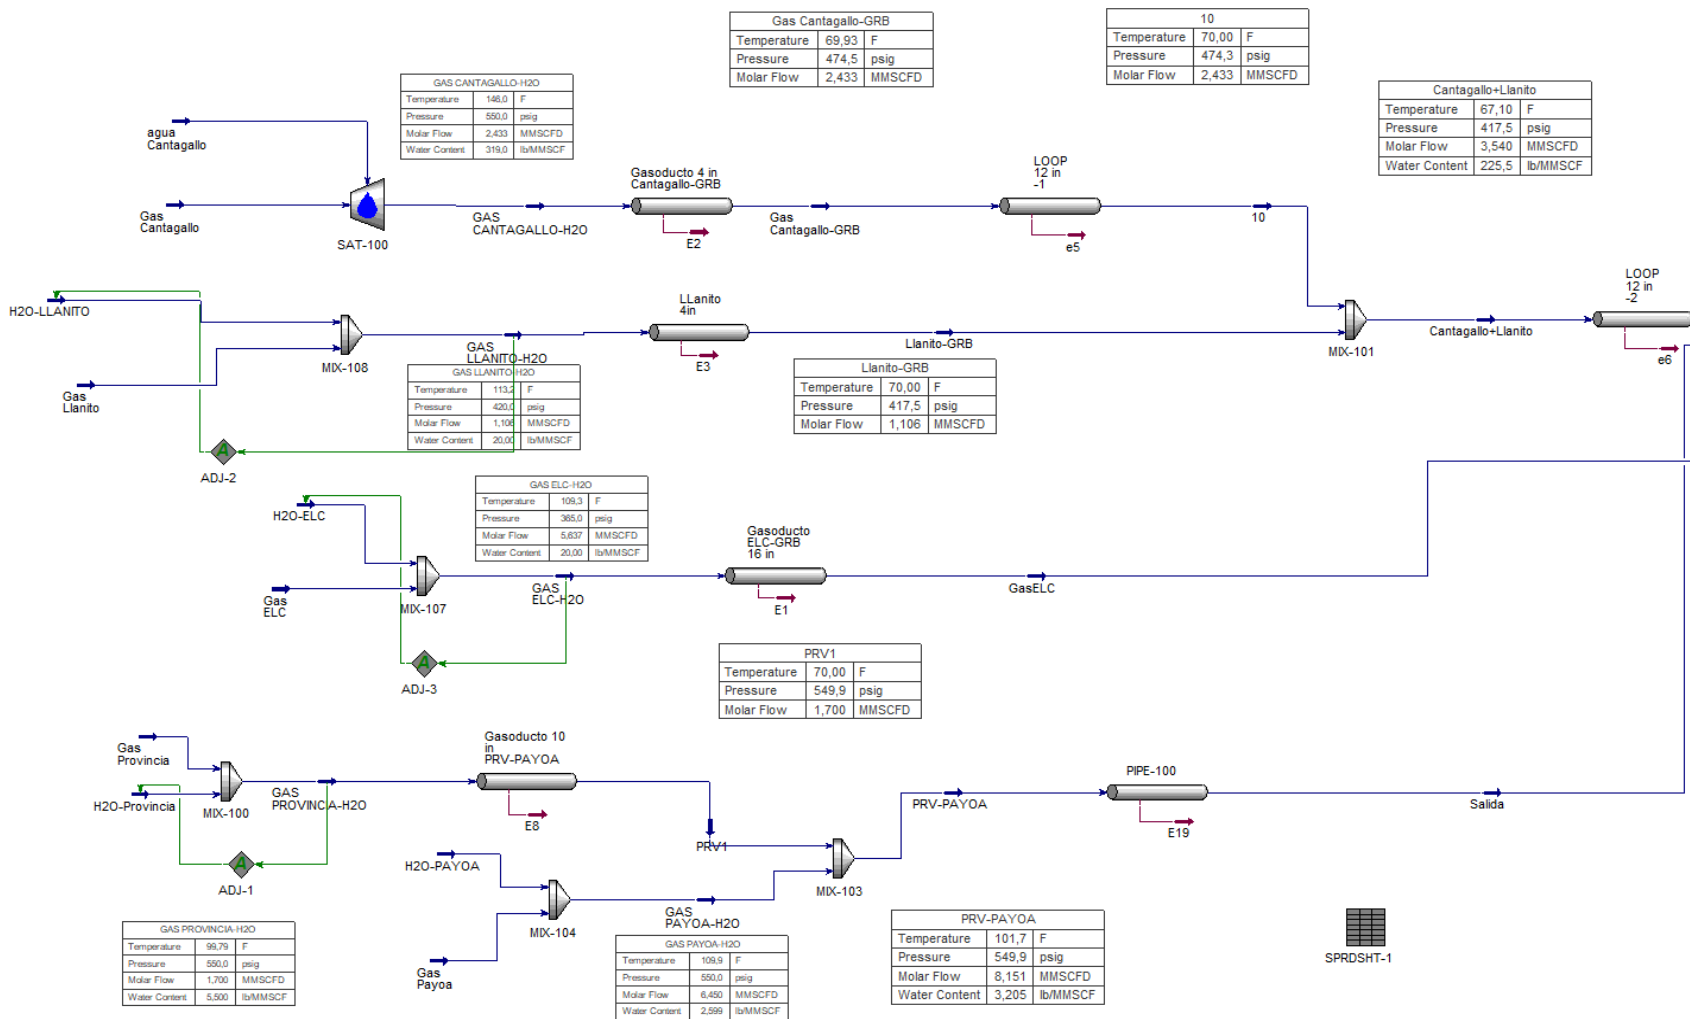 Gas Cantagallo-GRB
Temperature 69,93 F
Pressure 474,5 psig
Molar Flow 2,433 MMSCFD
10
Temperature 70,00 F
Pressure 474,3 psig
Molar Flow 2,433 MMSCFD
GAS CANTAGALLO-H2O
Temperature 146,0 F
Pressure 550,0 psig
Molar Flow 2,433 MMSCFD
Water Content 319,0 lb/MMSCF
Cantagallo+Llanito
Temperature 67,10 F
Pressure 417,5 psig
Molar Flow 3,540 MMSCFD
Water Content 225,5 lb/MMSCF
agua
Cantagallo
Gas
Cantagallo
SAT-100
GAS
CANTAGALLO-H2O
Gasoducto 4 in
Cantagallo-GRB
E2
Gas
Cantagallo-GRB
LOOP
12 in
-1
e5
10
H2O-LLANITO
Gas
Llanito
MIX-108
GAS
LLANITO-H2O
LLanito
4in
E3
Llanito-GRB
MIX-101
Cantagallo+Llanito
LOOP
12 in
-2
e6
GAS LLANITO-H2O
Temperature 113,2 F
Pressure 420,0 psig
Molar Flow 1,106 MMSCFD
Water Content 20,00 lb/MMSCF
Llanito-GRB
Temperature 70,00 F
Pressure 417,5 psig
Molar Flow 1,106 MMSCFD
A
ADJ-2
GAS ELC-H2O
Temperature 109,3 F
Pressure 365,0 psig
Molar Flow 5,637 MMSCFD
Water Content 20,00 lb/MMSCF
H2O-ELC
Gas
ELC
MIX-107
GAS
ELC-H2O
Gasoducto
ELC-GRB
16 in
E1
GasELC
A
ADJ-3
PRV1
Temperature 70,00 F
Pressure 549,9 psig
Molar Flow 1,700 MMSCFD
Gas
Provincia
H2O-Provincia
MIX-100
GAS
PROVINCIA-H2O
Gasoducto 10
in
PRV-PAYOA
E8
PRV1
A
ADJ-1
H2O-PAYOA
Gas
Payoa
MIX-104
GAS
PAYOA-H2O
MIX-103
PRV-PAYOA
PIPE-100
E19
Salida
GAS PROVINCIA-H2O
Temperature 99,79 F
Pressure 550,0 psig
Molar Flow 1,700 MMSCFD
Water Content 5,500 lb/MMSCF
GAS PAYOA-H2O
Temperature 109,9 F
Pressure 550,0 psig
Molar Flow 6,450 MMSCFD
Water Content 2,599 lb/MMSCF
PRV-PAYOA
Temperature 101,7 F
Pressure 549,9 psig
Molar Flow 8,151 MMSCFD
Water Content 3,205 lb/MMSCF
SPRDSHT-1